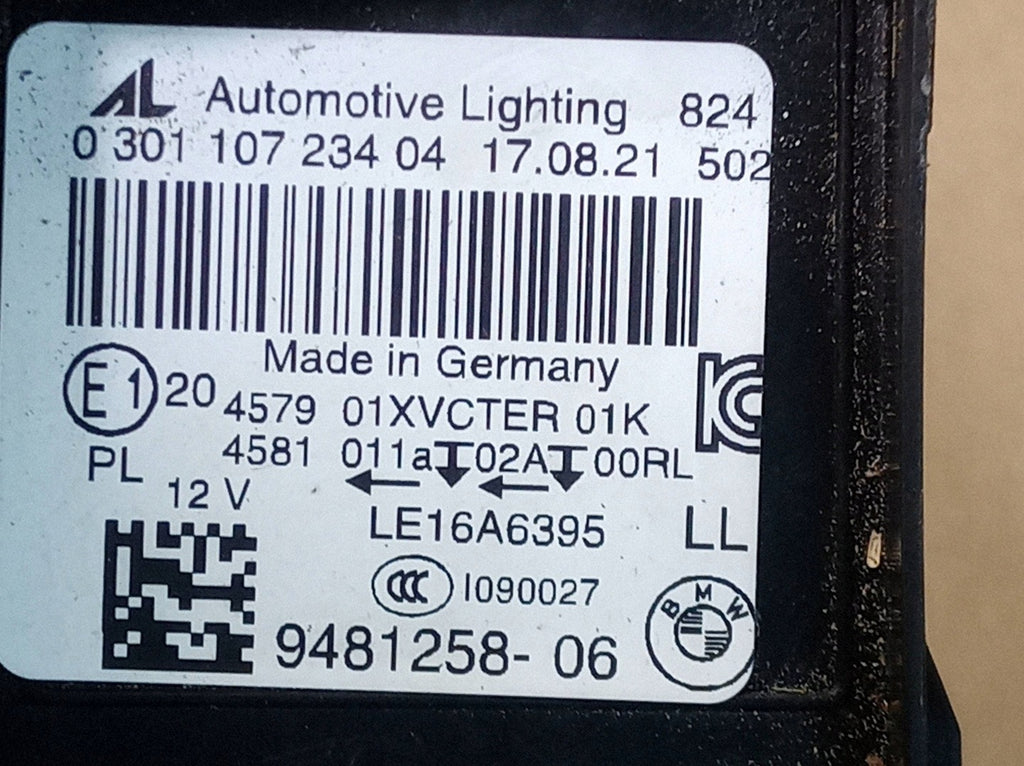 AL Automotive Lighting 824
0 301 107 234 04 17.08.21 502
Made in Germany
E1 20 4579 01XVCTER 01K
PL 4581 011a 02A 00RL
12 V
LE16A6395 LL
CCC I090027
9481258- 06
BMW